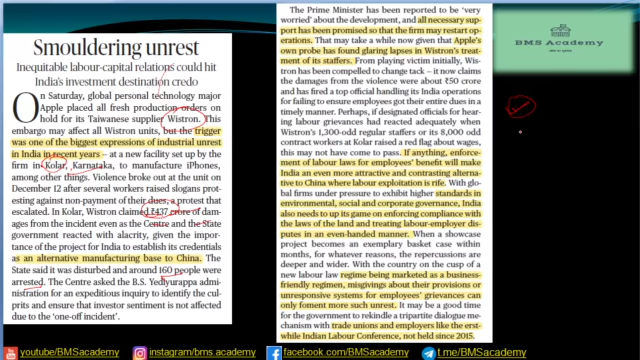 Smouldering unrest
Inequitable labour-capital relations could hit
India's investment destination credo
On Saturday, global personal technology major
Apple placed all fresh production orders on
hold for its Taiwanese supplier Wistron. This
embargo may affect all Wistron units, but the trigger
was one of the biggest expressions of industrial unrest
in India in recent years – at a new facility set up by the
firm in Kolar, Karnataka, to manufacture iPhones,
among other things. Violence broke out at the unit on
December 12 after several workers raised slogans pro-
testing against non-payment of their dues, a protest that
escalated. In Kolar, Wistron claimed ₹437 crore of dam-
ages from the incident even as the Centre and the State
government reacted with alacrity, given the impor-
tance of the project for India to establish its credentials
as an alternative manufacturing base to China. The
State said it was disturbed and around 160 people were
arrested. The Centre asked the B.S. Yediyurappa admi-
nistration for an expeditious inquiry to identify the cul-
prits and ensure that investor sentiment is not affected
due to the 'one-off incident'.
The Prime Minister has been reported to be 'very
worried' about the development, and all necessary sup-
port has been promised so that the firm may restart op-
erations. That may take a while now given that Apple's
own probe has found glaring lapses in Wistron's treat-
ment of its staffers. From playing victim initially, Wis-
tron has been compelled to change tack – it now claims
the damages from the violence were about ₹50 crore
and has fired a top official handling its India operations
for failing to ensure employees got their entire dues in a
timely manner. Perhaps, if designated officials for hear-
ing labour grievances had reacted adequately when
Wistron's 1,300-odd regular staffers or its 8,000 odd
contract workers at Kolar raised a red flag about wages,
this may not have come to pass. If anything, enforce-
ment of labour laws for employees' benefit will make
India an even more attractive and contrasting alterna-
tive to China where labour exploitation is rife. With glo-
bal firms under pressure to exhibit higher standards in
environmental, social and corporate governance, India
also needs to up its game on enforcing compliance with
the laws of the land and treating labour-employer dis-
putes in an even-handed manner. When a showcase
project becomes an exemplary basket case within
months, for whatever reasons, the repercussions are
deeper and wider. With the country on the cusp of a
new labour law regime being marketed as a business-
friendly regimen, misgivings about their provisions or
unresponsive systems for employees' grievances can
only foment more such unrest. It may be a good time
for the government to rekindle a tripartite dialogue me-
chanism with trade unions and employers like the erst-
while Indian Labour Conference, not held since 2015.
BMS Academy
youtube/BMSacademy
instagram/bms.academy
facebook.com/BMSacademy
t.me/BMSacademy